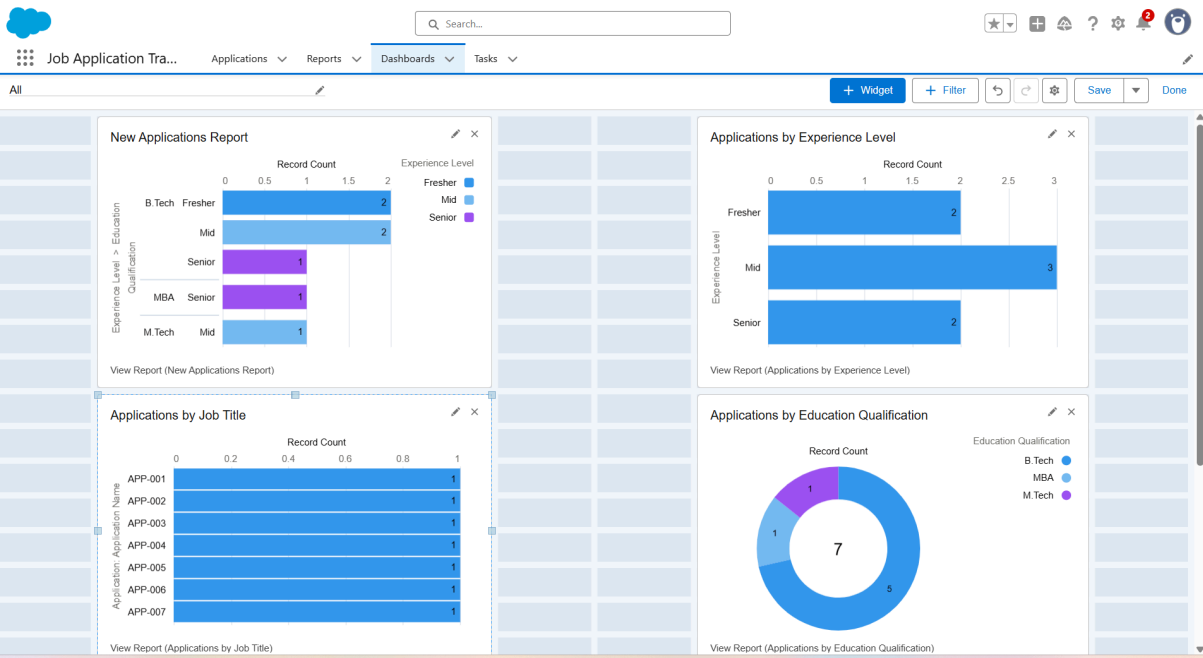 Search...
2
Job Application Tra...
Applications
Reports
Dashboards
Tasks
All
+ Widget
+ Filter
Save
Done
New Applications Report
Record Count
Experience Level
0 0.5 1 1.5 2
Fresher
Mid
Senior
Experience Level > Education Qualification
B.Tech Fresher 2
Mid 2
Senior 1
MBA Senior 1
M.Tech Mid 1
View Report (New Applications Report)
Applications by Experience Level
Record Count
0 0.5 1 1.5 2 2.5 3
Experience Level
Fresher 2
Mid 3
Senior 2
View Report (Applications by Experience Level)
Applications by Job Title
Record Count
0 0.2 0.4 0.6 0.8 1
Application: Application Name
APP-001 1
APP-002 1
APP-003 1
APP-004 1
APP-005 1
APP-006 1
APP-007 1
View Report (Applications by Job Title)
Applications by Education Qualification
Record Count
Education Qualification
B.Tech
MBA
M.Tech
1
1
7
5
View Report (Applications by Education Qualification)